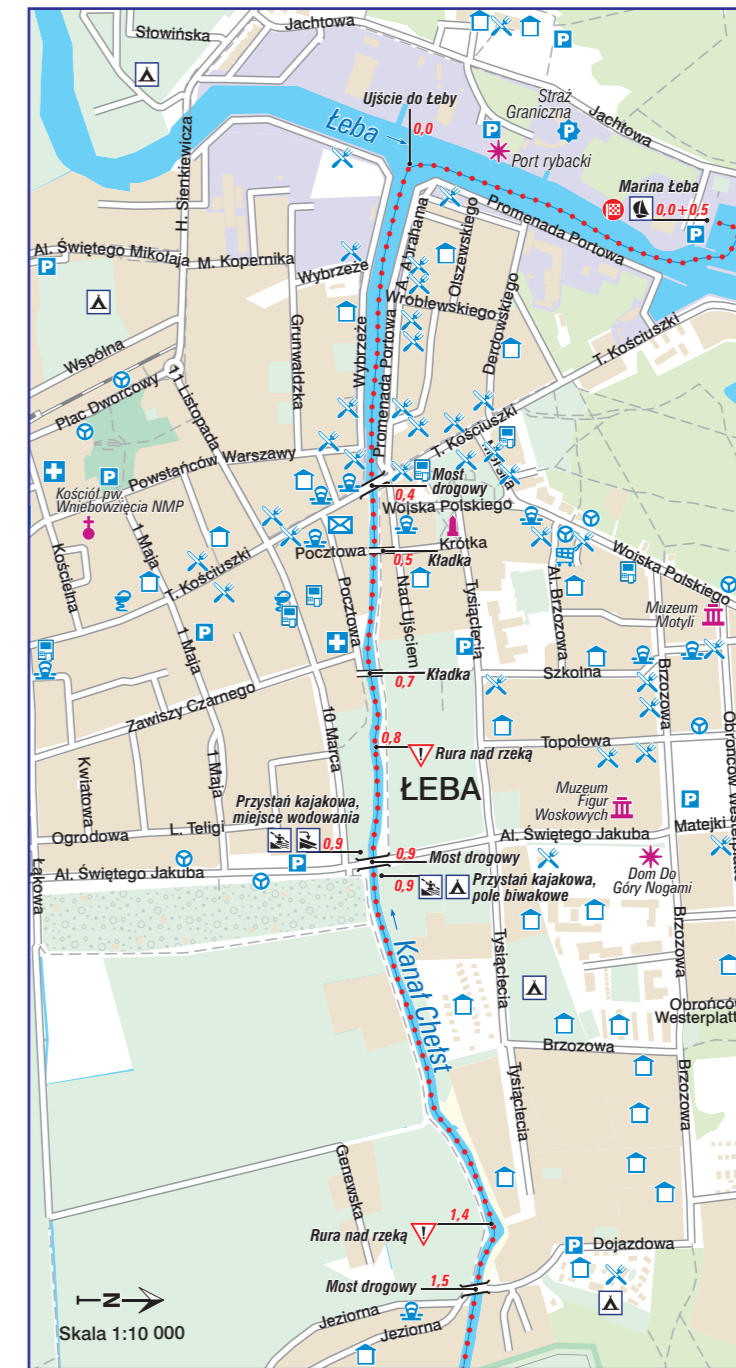 Słowińska
Jachtowa
Ujście do Łeby
0,0
Łeba
Straż
Graniczna
Jachtowa
Port rybacki
Marina Łeba
0,0+0,5
H. Sienkiewicza
Promenada Portowa
A. Abrahama
Olszewskiego
Al. Świętego Mikołaja
M. Kopernika
Wybrzeże
Wroblewskiego
Derdowskiego
Grunwaldzka
Wybrzeże
Promenada Portowa
T. Kościuszki
Wspólna
Plac Dworcowy
11 Listopada
T. Kościuszki
Morska
Powstańców Warszawy
Kościół pw.
Wniebowzięcia NMP
Most
drogowy
0,4
Wojska Polskiego
1 Maja
Kościelna
T. Kościuszki
Pocztowa
Krótka
0,5
Kładka
Wojska Polskiego
Pocztowa
Nad Ujściem
Tysiąclecia
Al. Brzozowa
Muzeum
Motyli
1 Maja
0,7
Kładka
Szkolna
Brzozowa
Zawiszy Czarnego
10 Marca
0,8
Rura nad rzeką
Topolowa
Obrońców Westerplatte
Kwiatowa
1 Maja
ŁEBA
Muzeum
Figur
Woskowych
Przystań kajakowa,
miejsce wodowania
0,9
Ogrodowa
L. Teligi
Al. Świętego Jakuba
Matejki
0,9
Most drogowy
Łąkowa
Al. Świętego Jakuba
0,9
Przystań kajakowa,
pole biwakowe
Dom Do
Góry Nogami
Kanał Chełst
Tysiąclecia
Brzozowa
Obrońców
Westerplatt
Brzozowa
Tysiąclecia
Brzozowa
Genewska
1,4
Rura nad rzeką
Dojazdowa
Most drogowy
1,5
N
Skala 1:10 000
Jeziorna
Jeziorna